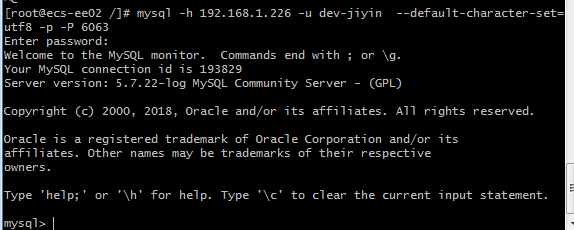 [root@ecs-ee02 /]# mysql -h 192.168.1.226 -u dev-jiyin  --default-character-set=
utf8 -p -P 6063
Enter password:
Welcome to the MySQL monitor.  Commands end with ; or \g.
Your MySQL connection id is 193829
Server version: 5.7.22-log MySQL Community Server - (GPL)
Copyright (c) 2000, 2018, Oracle and/or its affiliates. All rights reserved.
Oracle is a registered trademark of Oracle Corporation and/or its
affiliates. Other names may be trademarks of their respective
owners.
Type 'help;' or '\h' for help. Type '\c' to clear the current input statement.
mysql>